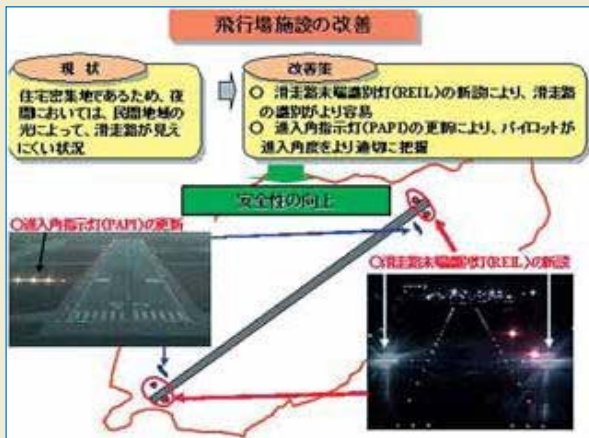 飛行場施設の改善
現状
住宅密集地であるため、夜
間においては、民間地域の
光によって、滑走路が見え
にくい状況
改善策
○ 滑走路末端識別灯(REIL)の新設により、滑走路
の識別がより容易
○ 進入角指示灯(PAPI)の更新により、パイロットが
進入角度をより適切に把握
安全性の向上
○進入角指示灯(PAPI)の更新
○滑走路末端識別灯(REIL)の新設